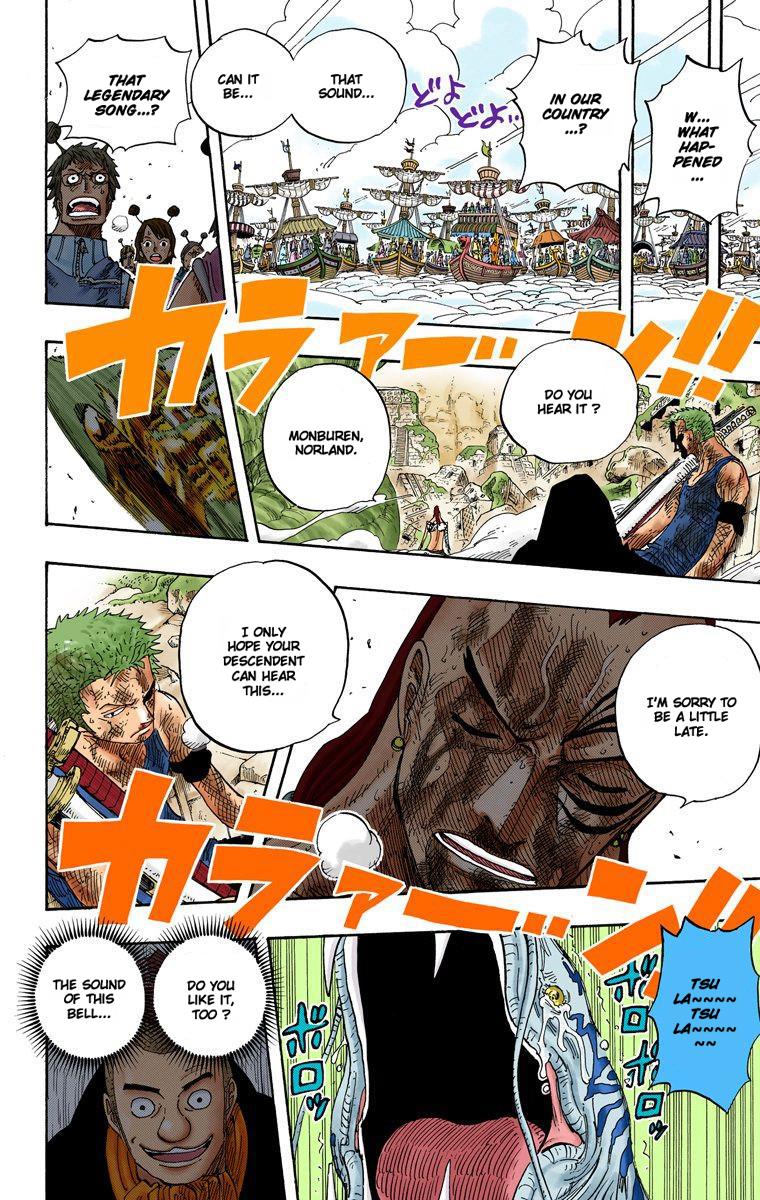 W...
WHAT
HAP-
PENED
...
IN OUR
COUNTRY
...?
どよ
どよ..
THAT
SOUND...
CAN IT
BE...
THAT
LEGENDARY
SONG...?
カラァーーン!!
DO YOU
HEAR IT ?
MONBUREN,
NORLAND.
I'M SORRY TO
BE A LITTLE
LATE.
I ONLY
HOPE YOUR
DESCENDENT
CAN HEAR
THIS...
カラァーーン!!
TSU
LA~~~~
TSU
LA~~~~
~~
ボロ
ボロッ
DO YOU
LIKE IT,
TOO ?
THE SOUND
OF THIS
BELL...